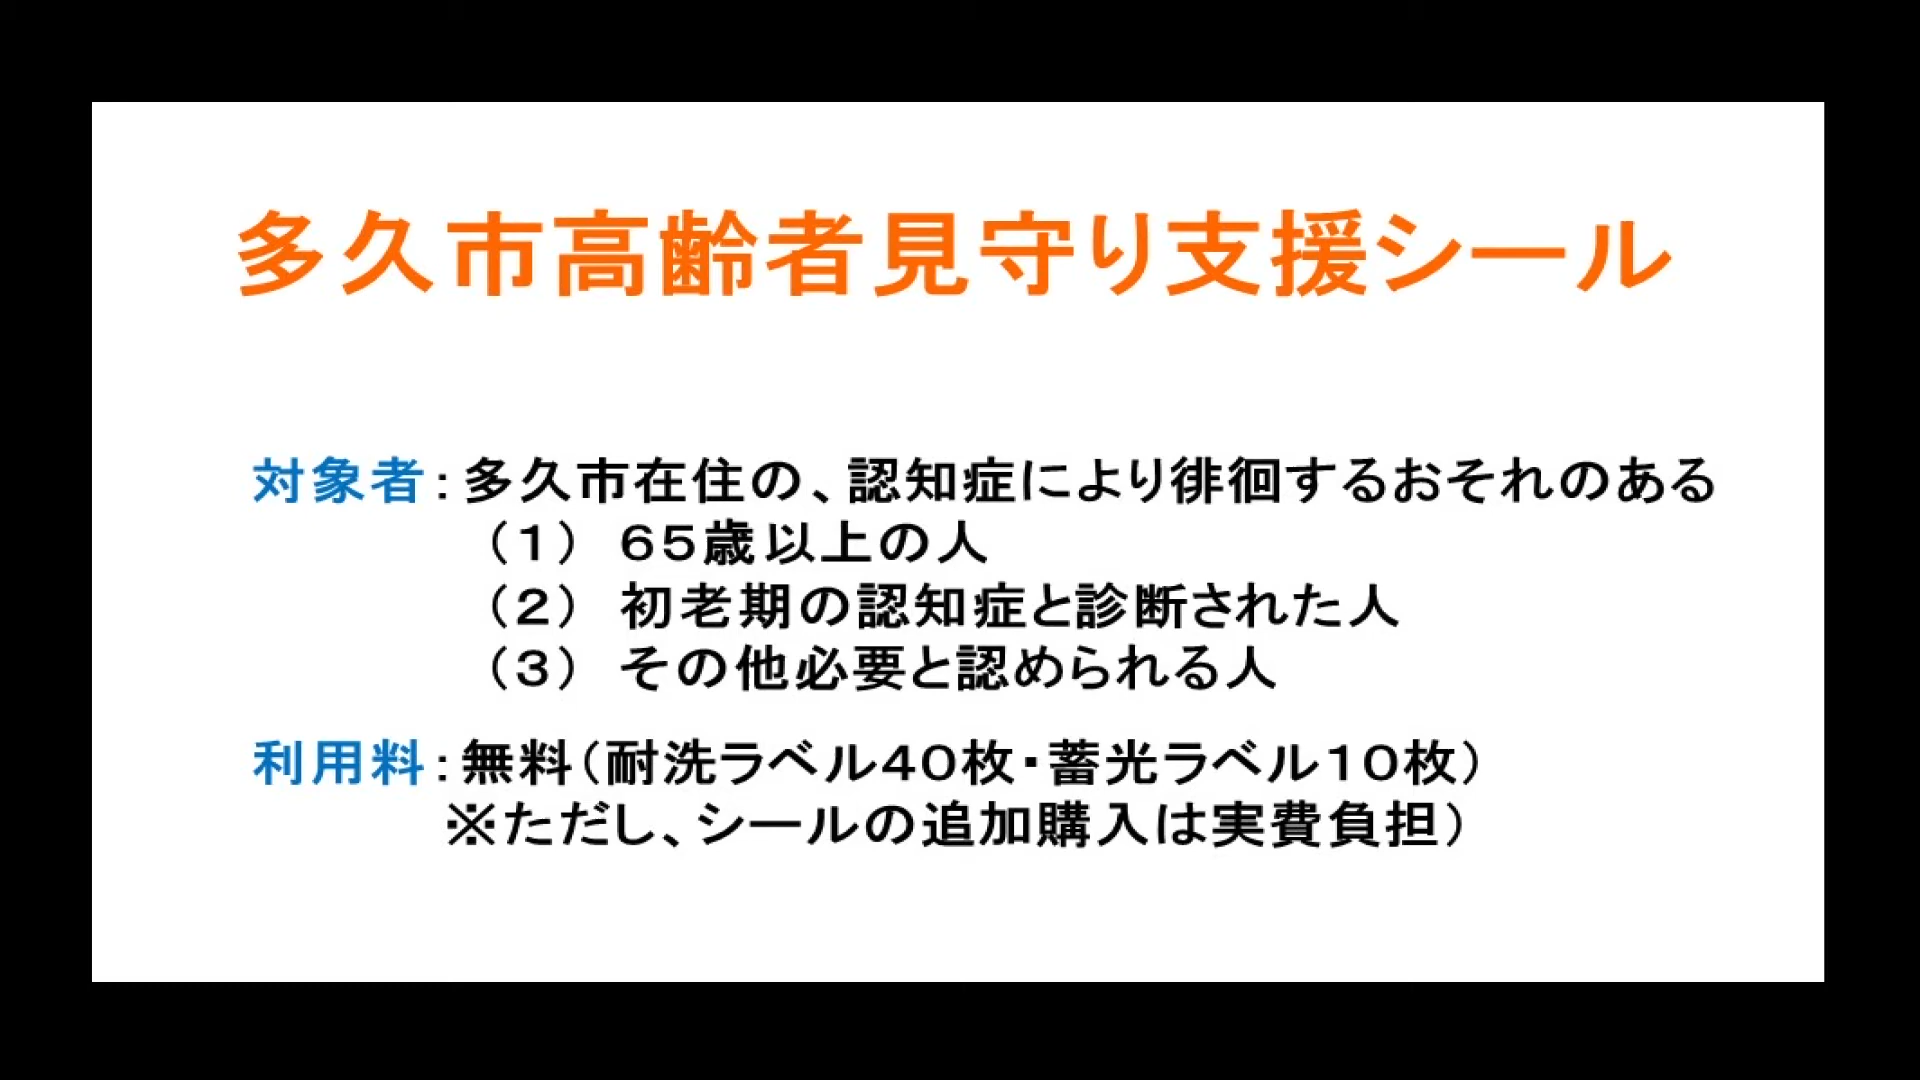 多久市高齢者見守り支援シール
対象者：多久市在住の、認知症により徘徊するおそれのある
（１） ６５歳以上の人
（２） 初老期の認知症と診断された人
（３） その他必要と認められる人
利用料：無料（耐洗ラベル４０枚・蓄光ラベル１０枚）
※ただし、シールの追加購入は実費負担）